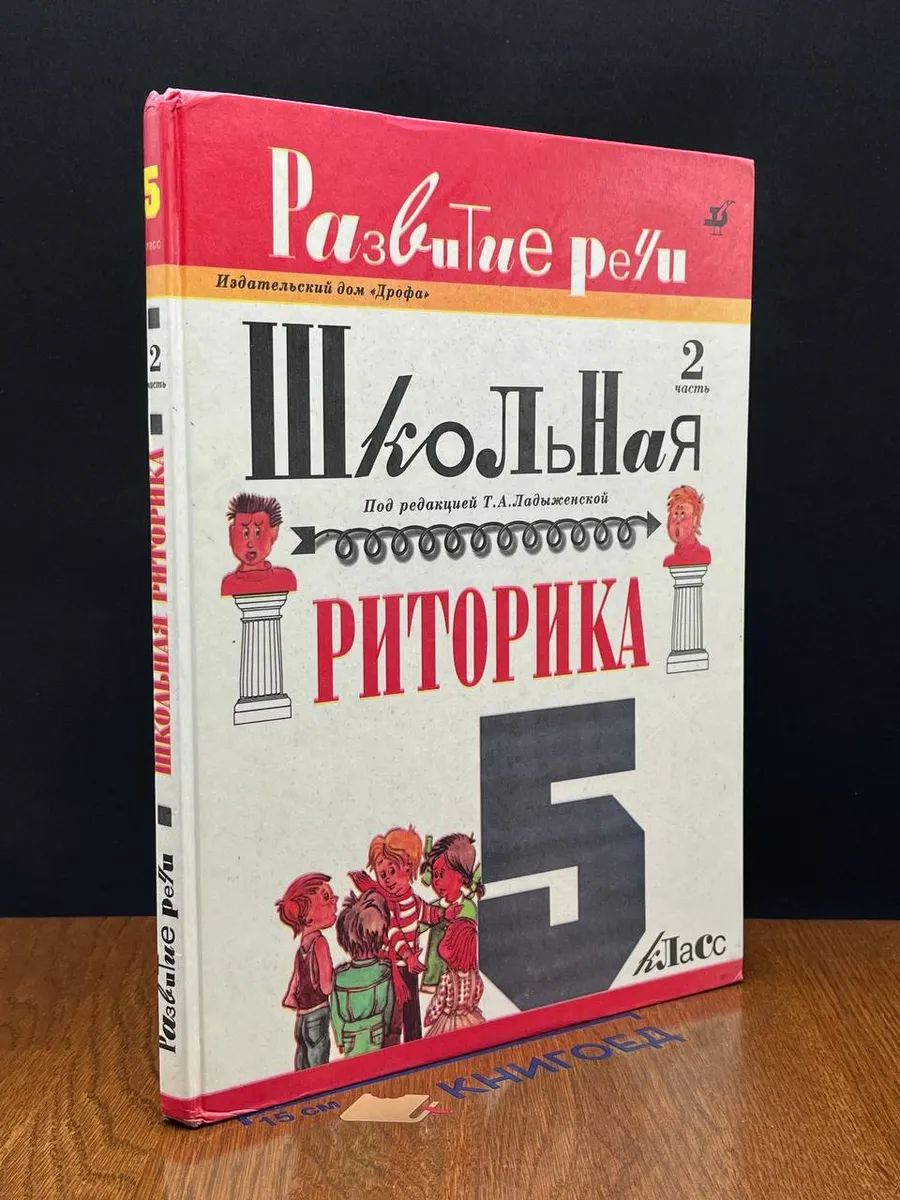 Развитие речи
Издательский дом «Дрофа»
Школьная
2
часть
Под редакцией Т.А.Ладыженской
РИТОРИКА
5
класс
5
класс
2
часть
ШКОЛЬНАЯ РИТОРИКА
Развитие речи
15 см
КНИГОЕД